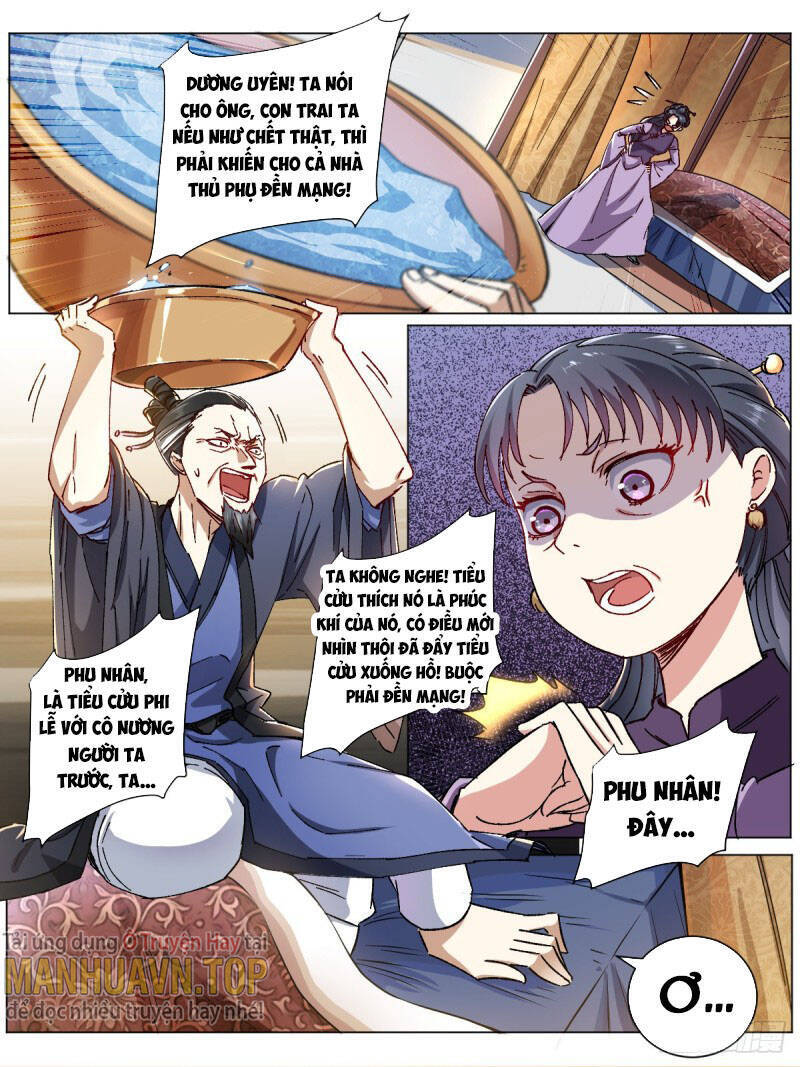 DƯƠNG UYÊN! TA NÓI
CHO ÔNG, CON TRAI TA
NẾU NHƯ CHẾT THẬT, THÌ
PHẢI KHIẾN CHO CẢ NHÀ
THỦ PHỤ ĐỀN MẠNG!
TA KHÔNG NGHE! TIỂU
CỬU THÍCH NÓ LÀ PHÚC
KHÍ CỦA NÓ, CÓ ĐIỀU MỚI
NHÌN THÔI ĐÃ ĐẨY TIỂU
CỬU XUỐNG HỒ! BUỘC
PHẢI ĐỀN MẠNG!
PHU NHÂN,
LÀ TIỂU CỬU PHI
LỄ VỚI CÔ NƯƠNG
NGƯỜI TA
TRƯỚC, TA...
PHU NHÂN!
ĐÂY...
Ơ...
Tải ứng dụng Ổ Truyện Hay tại
MANHUAVN.TOP
để đọc nhiều truyện hay nhé!